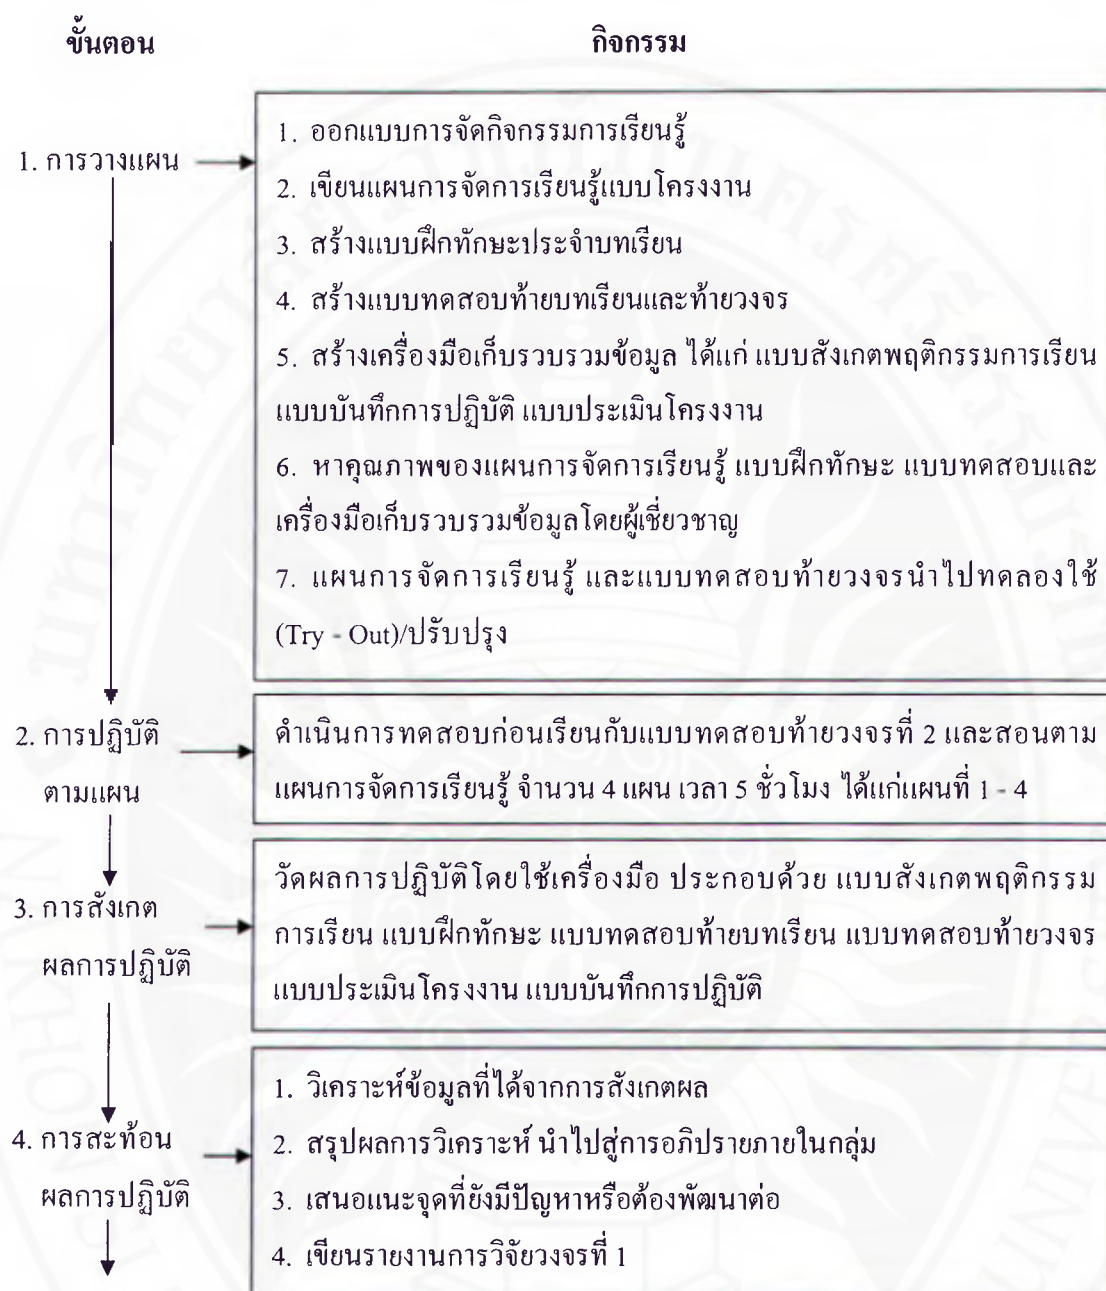 ขั้นตอน
กิจกรรม
1. การวางแผน
1. ออกแบบการจัดกิจกรรมการเรียนรู้
2. เขียนแผนการจัดการเรียนรู้แบบโครงงาน
3. สร้างแบบฝึกทักษะประจำบทเรียน
4. สร้างแบบทดสอบท้ายบทเรียนและท้ายวงจร
5. สร้างเครื่องมือเก็บรวบรวมข้อมูล ได้แก่ แบบสังเกตพฤติกรรมการเรียน
แบบบันทึกการปฏิบัติ แบบประเมินโครงงาน
6. หาคุณภาพของแผนการจัดการเรียนรู้ แบบฝึกทักษะ แบบทดสอบและ
เครื่องมือเก็บรวบรวมข้อมูลโดยผู้เชี่ยวชาญ
7. แผนการจัดการเรียนรู้ และแบบทดสอบท้ายวงจรนำไปทดลองใช้
(Try - Out)/ปรับปรุง
2. การปฏิบัติ
ตามแผน
ดำเนินการทดสอบก่อนเรียนกับแบบทดสอบท้ายวงจรที่ 2 และสอนตาม
แผนการจัดการเรียนรู้ จำนวน 4 แผน เวลา 5 ชั่วโมง ได้แก่แผนที่ 1 - 4
3. การสังเกต
ผลการปฏิบัติ
วัดผลการปฏิบัติโดยใช้เครื่องมือ ประกอบด้วย แบบสังเกตพฤติกรรม
การเรียน แบบฝึกทักษะ แบบทดสอบท้ายบทเรียน แบบทดสอบท้ายวงจร
แบบประเมินโครงงาน แบบบันทึกการปฏิบัติ
4. การสะท้อน
ผลการปฏิบัติ
1. วิเคราะห์ข้อมูลที่ได้จากการสังเกตผล
2. สรุปผลการวิเคราะห์ นำไปสู่การอภิปรายภายในกลุ่ม
3. เสนอแนะจุดที่ยังมีปัญหาหรือต้องพัฒนาต่อ
4. เขียนรายงานการวิจัยวงจรที่ 1